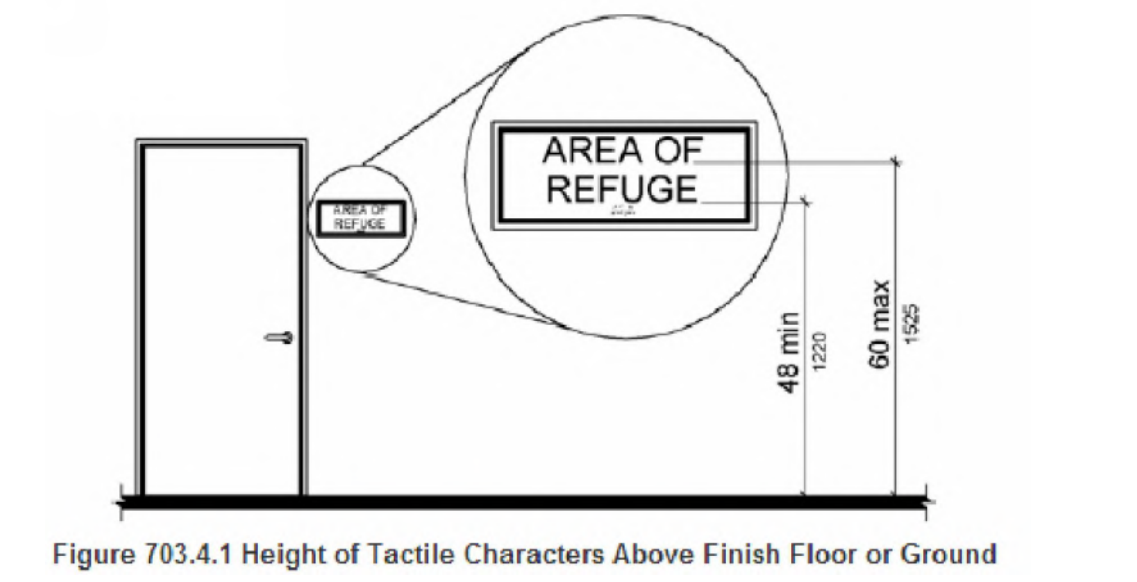 AREA OF
REFUGE
AREA OF
REFUGE
48 min
1220
60 max
1525
Figure 703.4.1 Height of Tactile Characters Above Finish Floor or Ground